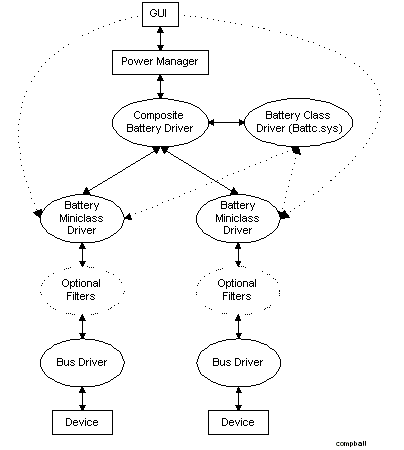 GUI
Power Manager
Composite
Battery Driver
Battery Class
Driver (Battc.sys)
Battery
Miniclass
Driver
Battery
Miniclass
Driver
Optional
Filters
Optional
Filters
Bus Driver
Bus Driver
Device
Device
compball